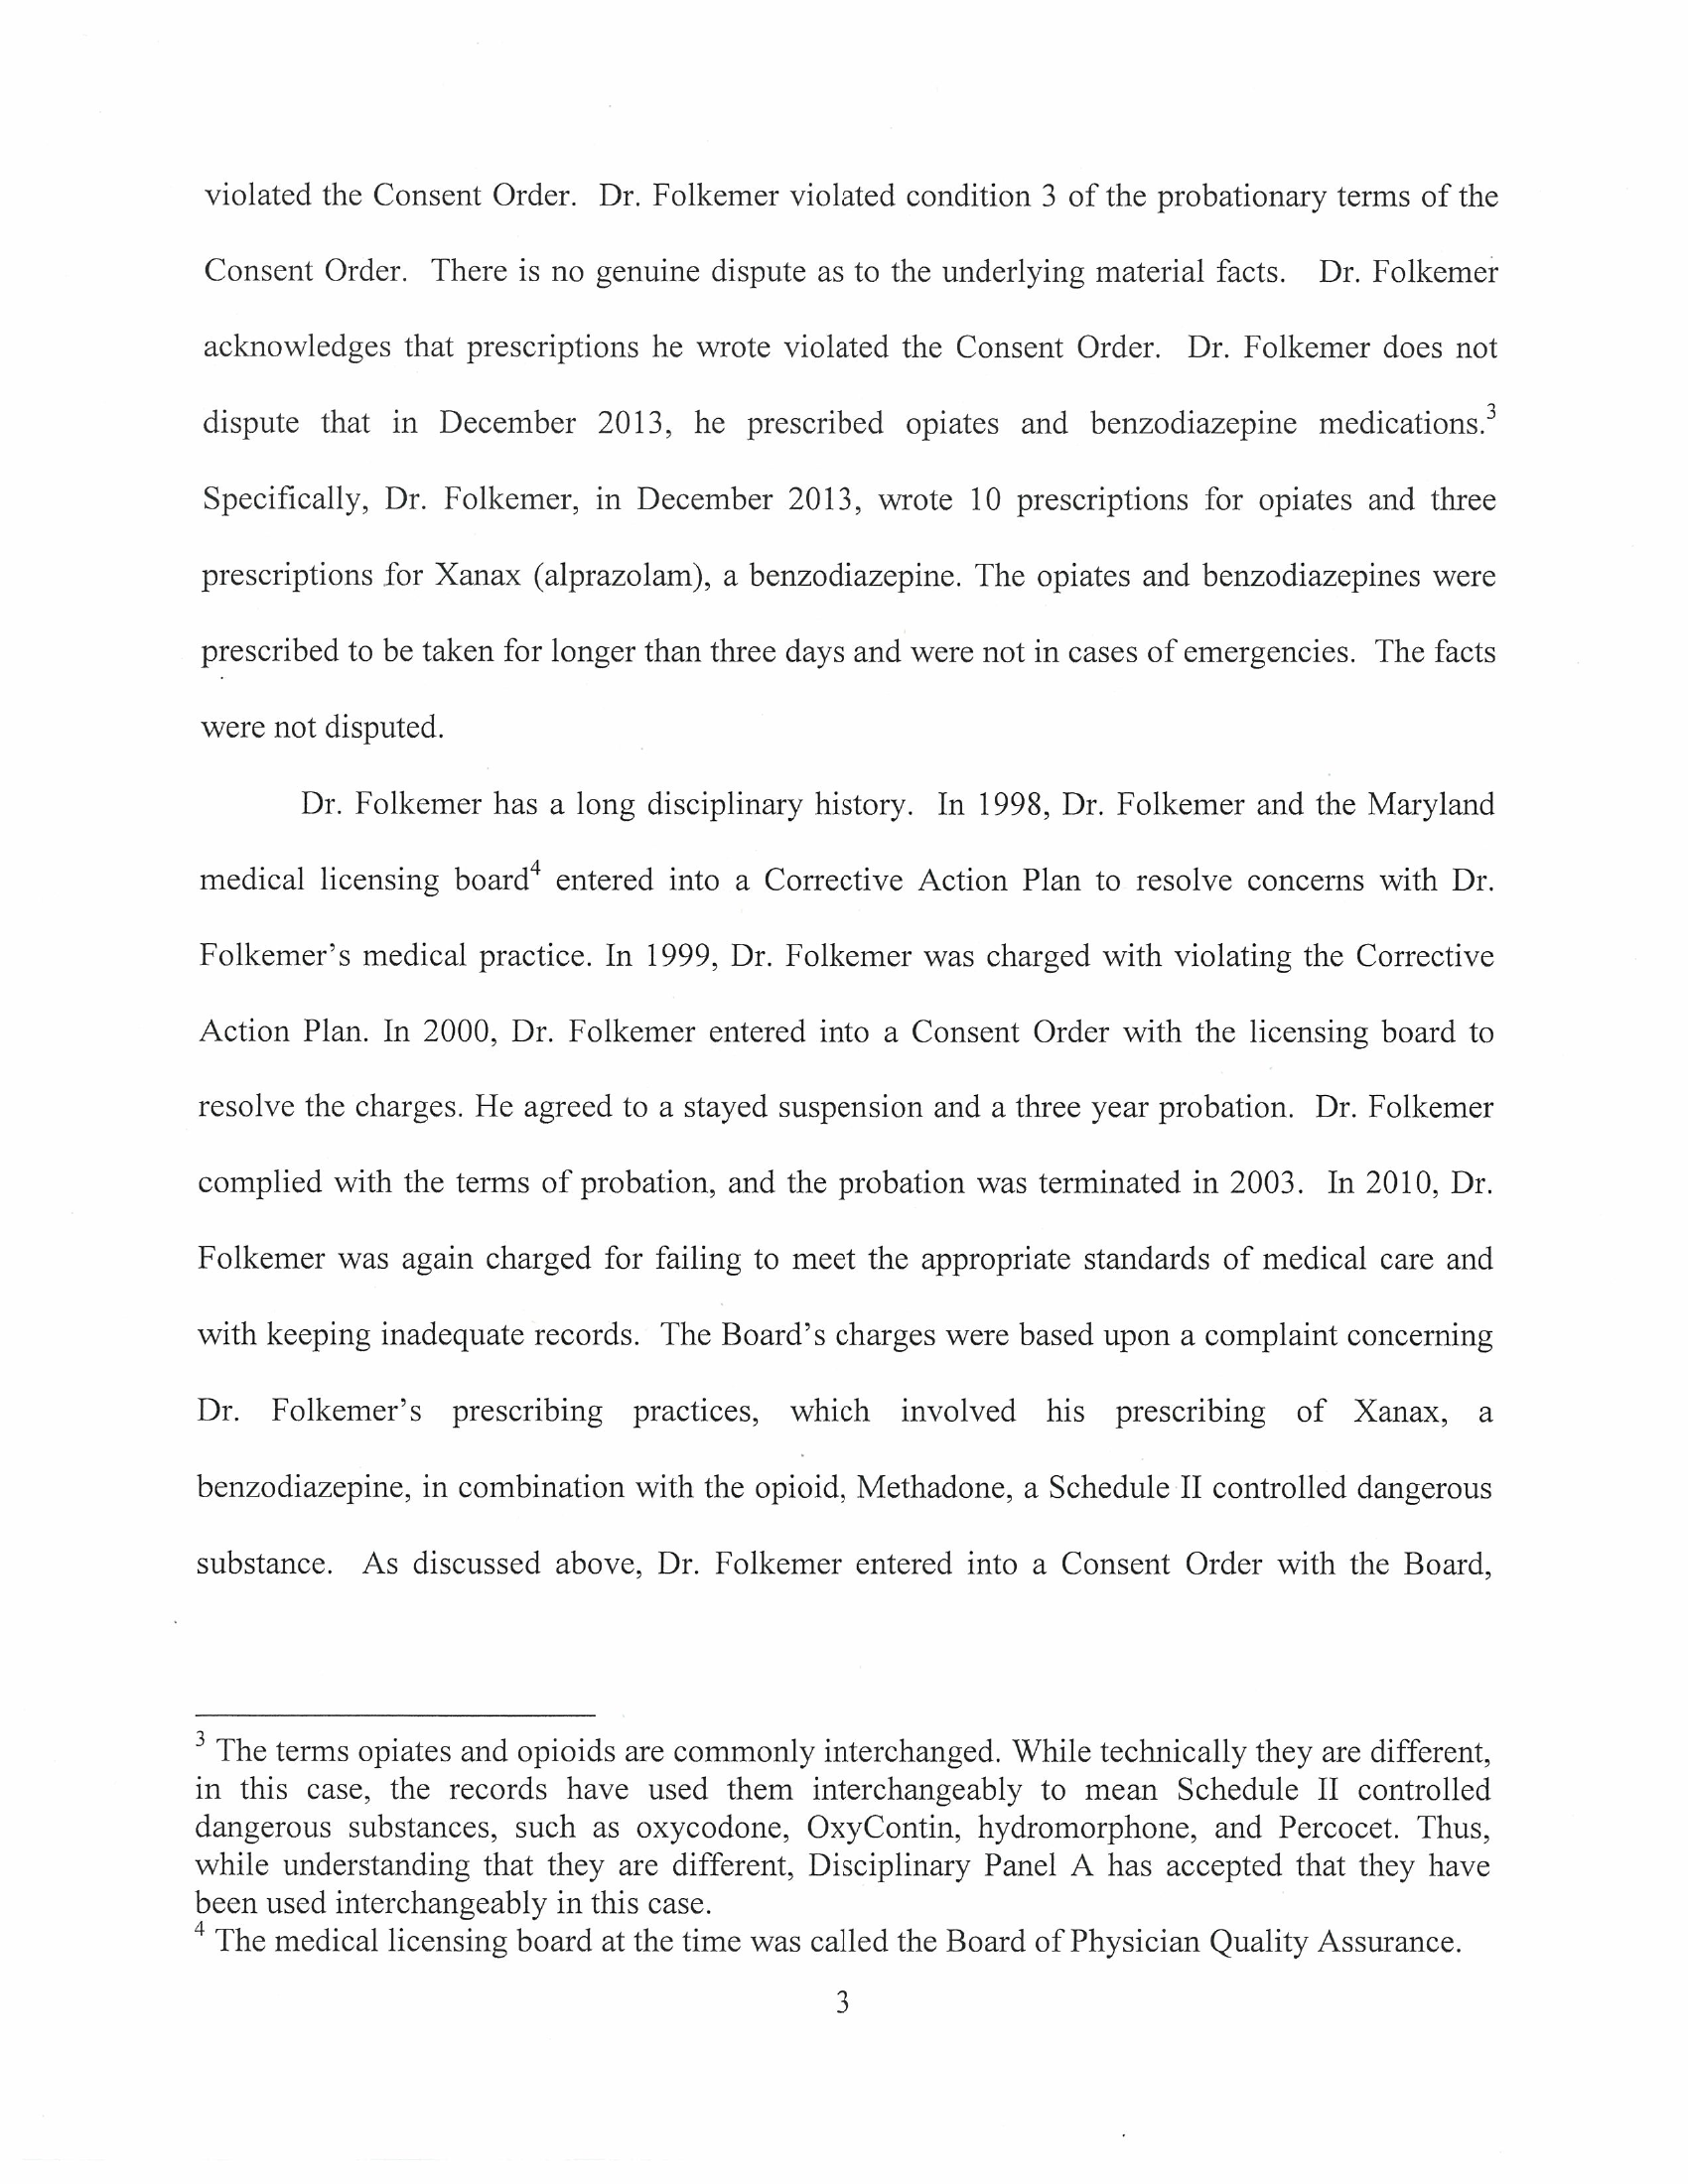 violated the Consent Order. Dr. Folkemer violated condition 3 of the probationary terms of the
Consent Order. There is no genuine dispute as to the underlying material facts. Dr. Folkemer
acknowledges that prescriptions he wrote violated the Consent Order. Dr. Folkemer does not
dispute that in December 2013, he prescribed opiates and benzodiazepine medications.³
Specifically, Dr. Folkemer, in December 2013, wrote 10 prescriptions for opiates and three
prescriptions for Xanax (alprazolam), a benzodiazepine. The opiates and benzodiazepines were
prescribed to be taken for longer than three days and were not in cases of emergencies. The facts
were not disputed.
Dr. Folkemer has a long disciplinary history. In 1998, Dr. Folkemer and the Maryland
medical licensing board⁴ entered into a Corrective Action Plan to resolve concerns with Dr.
Folkemer's medical practice. In 1999, Dr. Folkemer was charged with violating the Corrective
Action Plan. In 2000, Dr. Folkemer entered into a Consent Order with the licensing board to
resolve the charges. He agreed to a stayed suspension and a three year probation. Dr. Folkemer
complied with the terms of probation, and the probation was terminated in 2003. In 2010, Dr.
Folkemer was again charged for failing to meet the appropriate standards of medical care and
with keeping inadequate records. The Board's charges were based upon a complaint concerning
Dr. Folkemer's prescribing practices, which involved his prescribing of Xanax, a
benzodiazepine, in combination with the opioid, Methadone, a Schedule II controlled dangerous
substance. As discussed above, Dr. Folkemer entered into a Consent Order with the Board,
³ The terms opiates and opioids are commonly interchanged. While technically they are different,
in this case, the records have used them interchangeably to mean Schedule II controlled
dangerous substances, such as oxycodone, OxyContin, hydromorphone, and Percocet. Thus,
while understanding that they are different, Disciplinary Panel A has accepted that they have
been used interchangeably in this case.
⁴ The medical licensing board at the time was called the Board of Physician Quality Assurance.
3